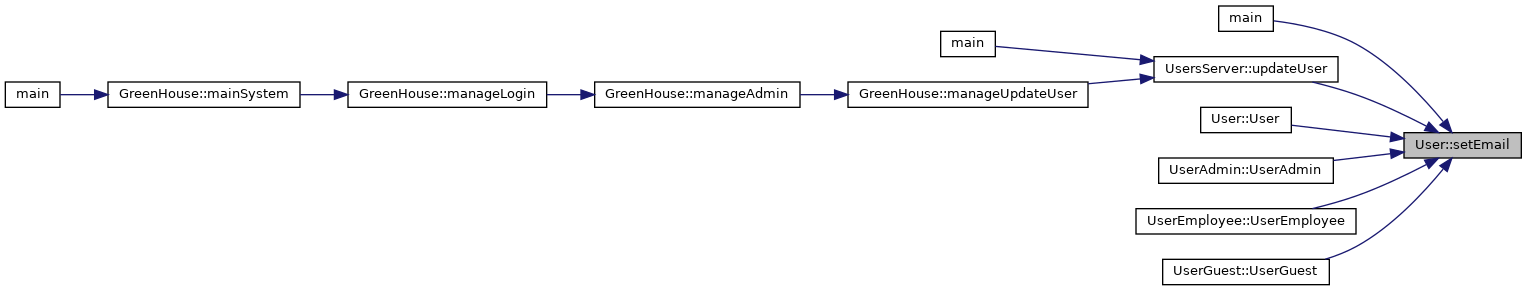 main
main
UsersServer::updateUser
main
GreenHouse::mainSystem
GreenHouse::manageLogin
GreenHouse::manageAdmin
GreenHouse::manageUpdateUser
User::User
User::setEmail
UserAdmin::UserAdmin
UserEmployee::UserEmployee
UserGuest::UserGuest